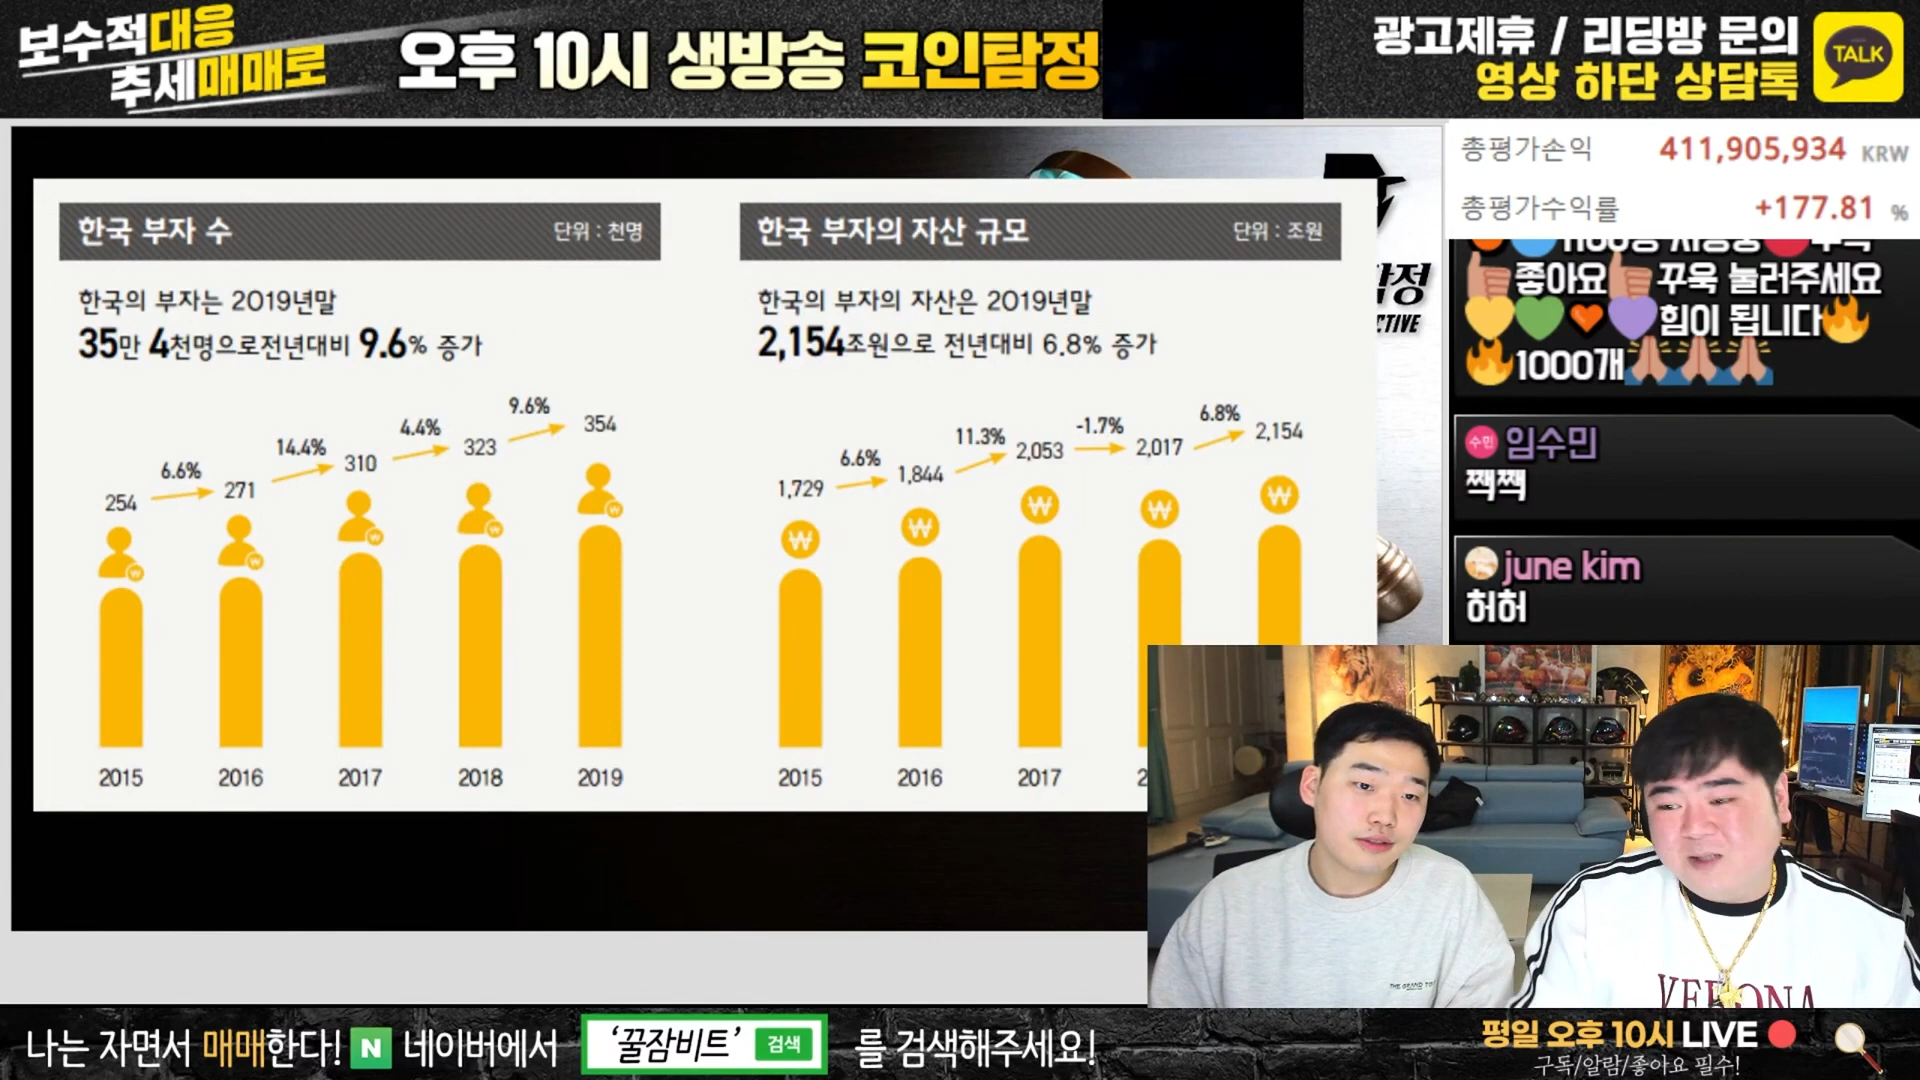 보수적대응
추세매매로
오후 10시 생방송 코인탐정
광고제휴 / 리딩방 문의
영상 하단 상담톡
TALK
총평가손익 411,905,934 KRW
총평가수익률 +177.81 %
좋아요 꾸욱 눌러주세요
힘이 됩니다
1000개
수민 임수민
짹짹
june kim
허허
한국 부자 수 단위 : 천명
한국의 부자는 2019년말
35만 4천명으로전년대비 9.6% 증가
6.6% 14.4% 4.4% 9.6%
254 271 310 323 354
2015 2016 2017 2018 2019
한국 부자의 자산 규모 단위 : 조원
한국의 부자의 자산은 2019년말
2,154조원으로 전년대비 6.8% 증가
6.6% 11.3% -1.7% 6.8%
1,729 1,844 2,053 2,017 2,154
2015 2016 2017
CTIVE
THE GRAND
VERONA
나는 자면서 매매한다! N 네이버에서 '꿀잠비트' 검색 를 검색해주세요!
평일 오후 10시 LIVE
구독/알람/좋아요 필수!